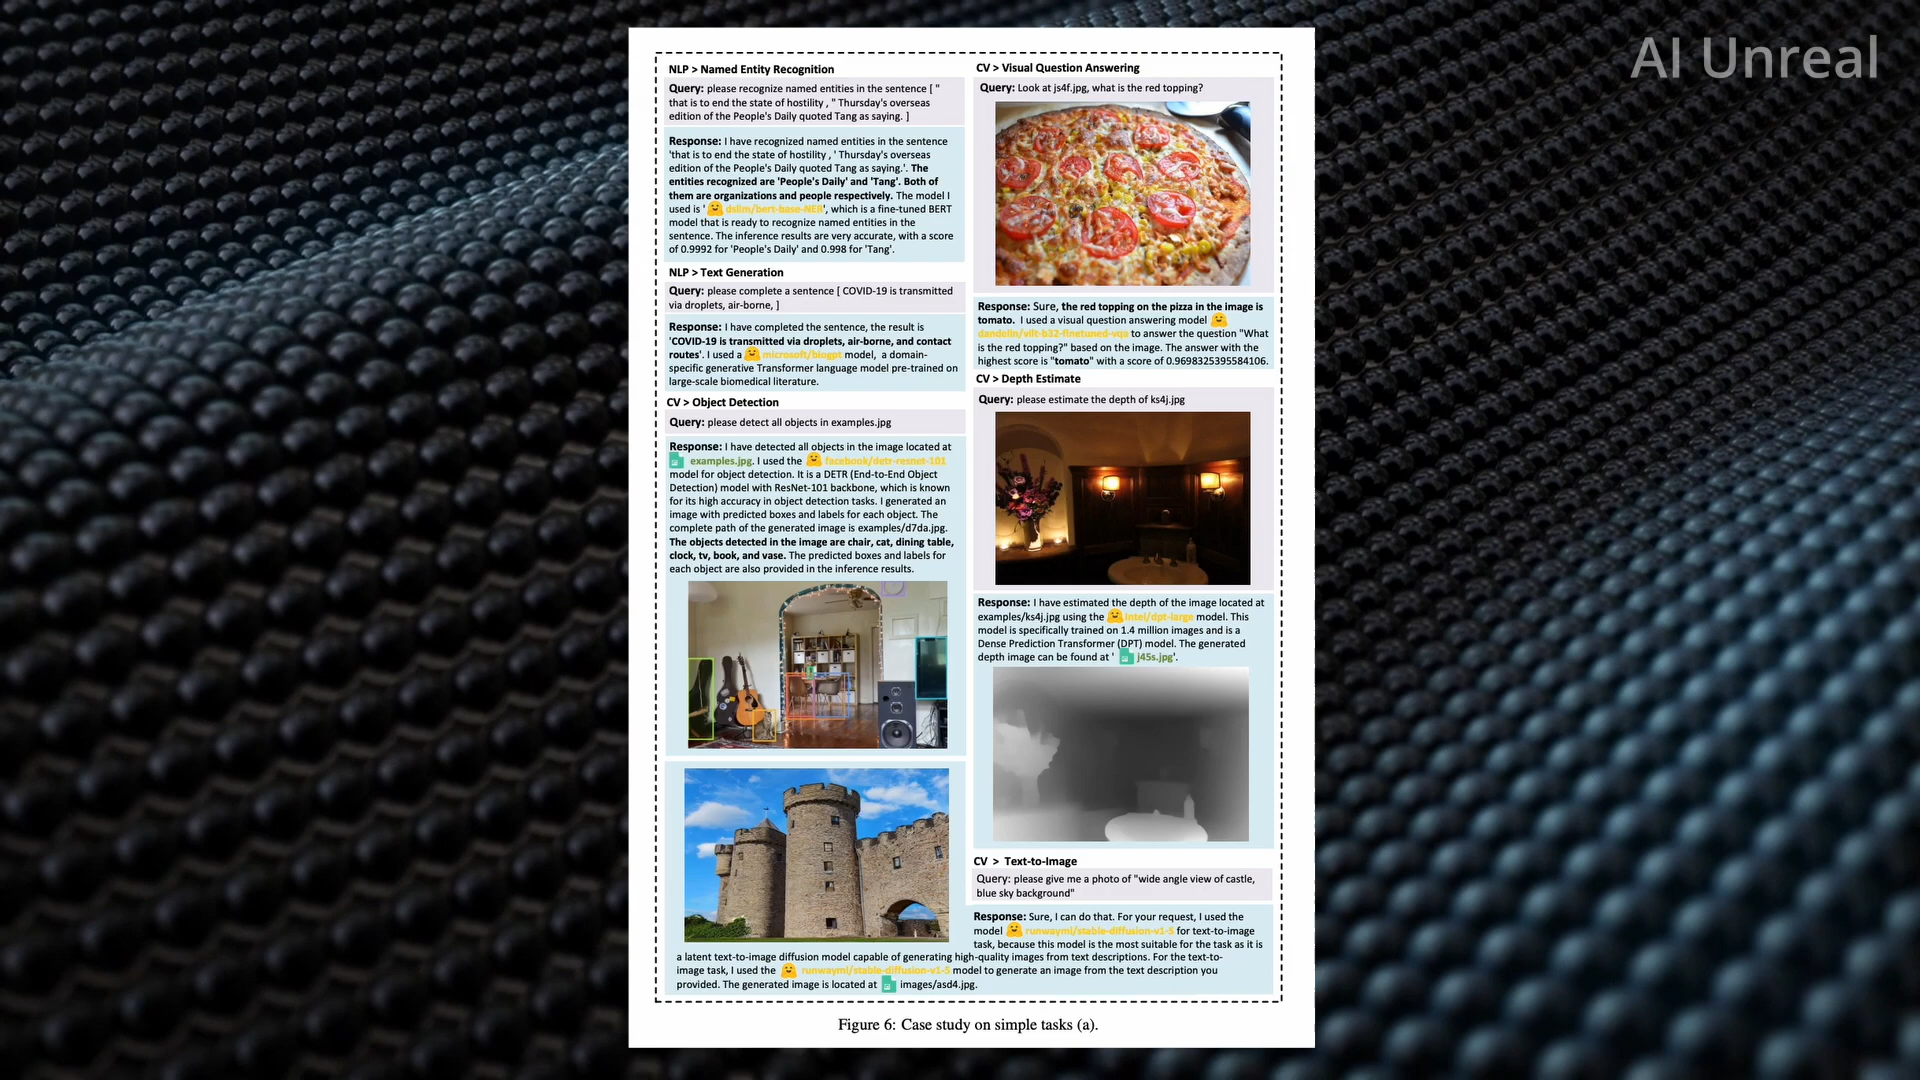 AI Unreal
NLP > Named Entity Recognition
Query: please recognize named entities in the sentence [ "
that is to end the state of hostility , " Thursday's overseas
edition of the People's Daily quoted Tang as saying. ]
Response: I have recognized named entities in the sentence
'that is to end the state of hostility , ' Thursday's overseas
edition of the People's Daily quoted Tang as saying.'. The
entities recognized are 'People's Daily' and 'Tang'. Both of
them are organizations and people respectively. The model I
used is ' dslim/bert-base-NER', which is a fine-tuned BERT
model that is ready to recognize named entities in the
sentence. The inference results are very accurate, with a score
of 0.9992 for 'People's Daily' and 0.998 for 'Tang'.
NLP > Text Generation
Query: please complete a sentence [ COVID-19 is transmitted
via droplets, air-borne, ]
Response: I have completed the sentence, the result is
'COVID-19 is transmitted via droplets, air-borne, and contact
routes'. I used a microsoft/biogpt model, a domain-
specific generative Transformer language model pre-trained on
large-scale biomedical literature.
CV > Object Detection
Query: please detect all objects in examples.jpg
Response: I have detected all objects in the image located at
examples.jpg. I used the facebook/detr-resnet-101
model for object detection. It is a DETR (End-to-End Object
Detection) model with ResNet-101 backbone, which is known
for its high accuracy in object detection tasks. I generated an
image with predicted boxes and labels for each object. The
complete path of the generated image is examples/d7da.jpg.
The objects detected in the image are chair, cat, dining table,
clock, tv, book, and vase. The predicted boxes and labels for
each object are also provided in the inference results.
CV > Visual Question Answering
Query: Look at js4f.jpg, what is the red topping?
Response: Sure, the red topping on the pizza in the image is
tomato. I used a visual question answering model
dandelin/vilt-b32-finetuned-vqa to answer the question "What
is the red topping?" based on the image. The answer with the
highest score is "tomato" with a score of 0.9698325395584106.
CV > Depth Estimate
Query: please estimate the depth of ks4j.jpg
Response: I have estimated the depth of the image located at
examples/ks4j.jpg using the Intel/dpt-large model. This
model is specifically trained on 1.4 million images and is a
Dense Prediction Transformer (DPT) model. The generated
depth image can be found at ' j45s.jpg'.
CV > Text-to-Image
Query: please give me a photo of "wide angle view of castle,
blue sky background"
Response: Sure, I can do that. For your request, I used the
model runwayml/stable-diffusion-v1-5 for text-to-image
task, because this model is the most suitable for the task as it is
a latent text-to-image diffusion model capable of generating high-quality images from text descriptions. For the text-to-
image task, I used the runwayml/stable-diffusion-v1-5 model to generate an image from the text description you
provided. The generated image is located at images/asd4.jpg.
Figure 6: Case study on simple tasks (a).